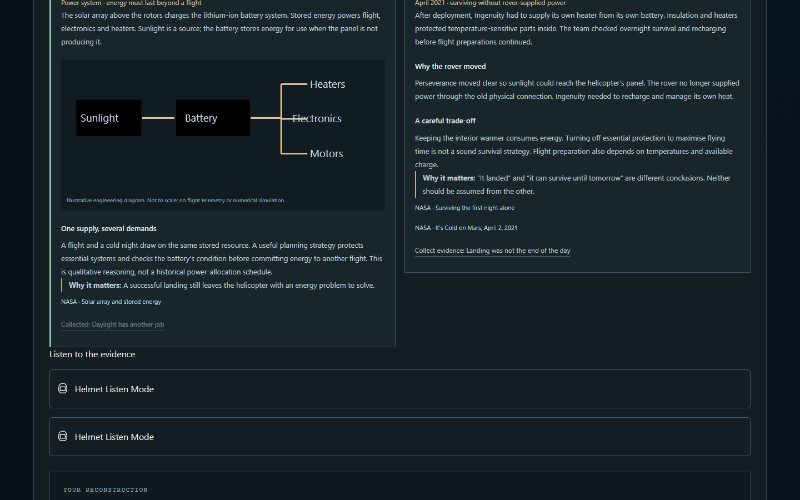 Power system · energy must last beyond a flight
The solar array above the rotors charges the lithium-ion battery system. Stored energy powers flight,
electronics and heaters. Sunlight is a source; the battery stores energy for use when the panel is not
producing it.
Sunlight
Battery
Heaters
Electronics
Motors
Illustrative engineering diagram. Not to scale; no flight telemetry or numerical simulation.
One supply, several demands
A flight and a cold night draw on the same stored resource. A useful planning strategy protects
essential systems and checks the battery's condition before committing energy to another flight. This
is qualitative reasoning, not a historical power-allocation schedule.
Why it matters: A successful landing still leaves the helicopter with an energy problem to solve.
NASA · Solar array and stored energy
Collected: Daylight has another job
April 2021 · surviving without rover-supplied power
After deployment, Ingenuity had to supply its own heater from its own battery. Insulation and heaters
protected temperature-sensitive parts inside. The team checked overnight survival and recharging
before flight preparations continued.
Why the rover moved
Perseverance moved clear so sunlight could reach the helicopter's panel. The rover no longer supplied
power through the old physical connection. Ingenuity needed to recharge and manage its own heat.
A careful trade-off
Keeping the interior warmer consumes energy. Turning off essential protection to maximise flying
time is not a sound survival strategy. Flight preparation also depends on temperatures and available
charge.
Why it matters: "It landed" and "it can survive until tomorrow" are different conclusions. Neither
should be assumed from the other.
NASA · Surviving the first night alone
NASA · It's Cold on Mars, April 2, 2021
Collect evidence: Landing was not the end of the day
Listen to the evidence
Helmet Listen Mode
Helmet Listen Mode
YOUR RECONSTRUCTION